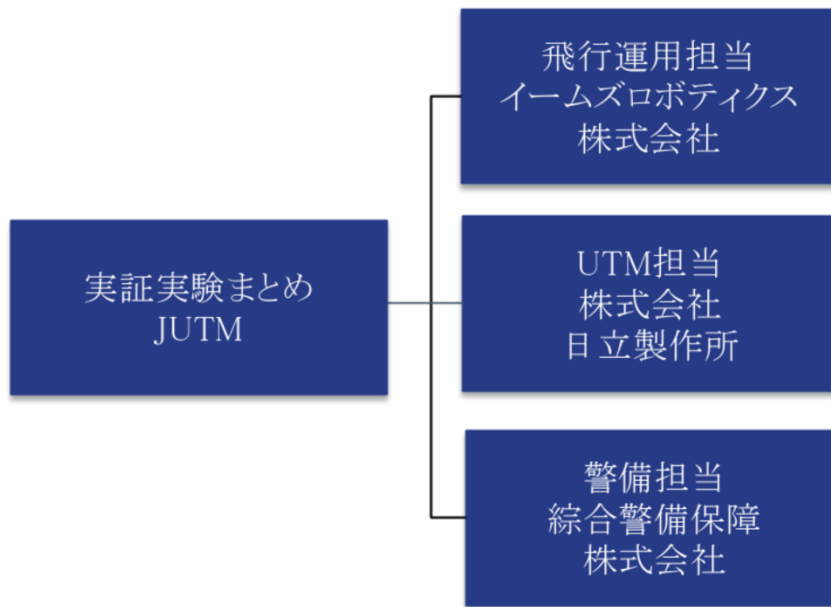 飛行運用担当
イームズロボティクス
株式会社
実証実験まとめ
JUTM
UTM担当
株式会社
日立製作所
警備担当
綜合警備保障
株式会社